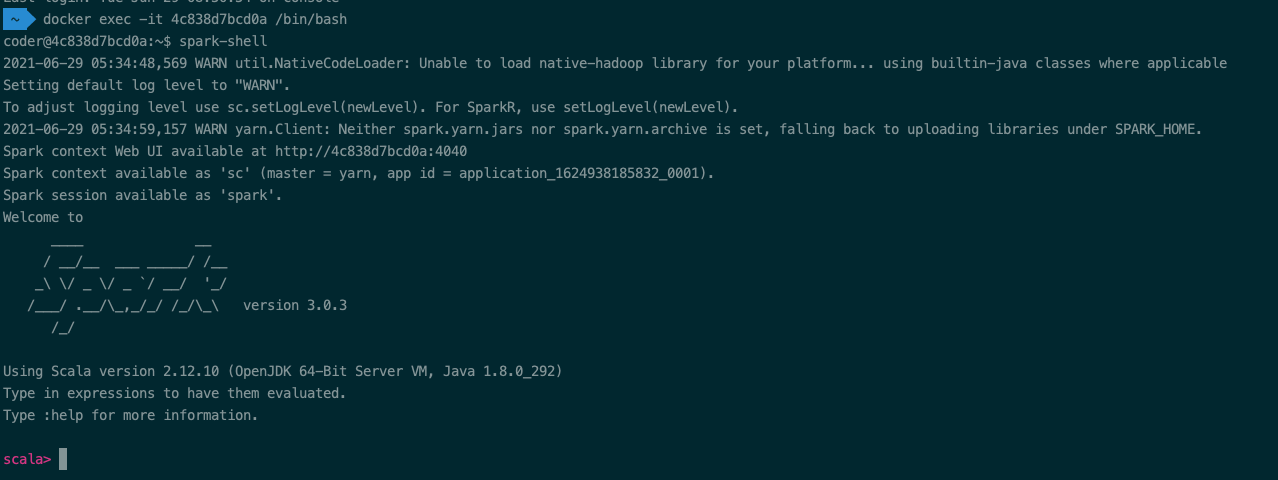 ~ docker exec -it 4c838d7bcd0a /bin/bash
coder@4c838d7bcd0a:~$ spark-shell
2021-06-29 05:34:48,569 WARN util.NativeCodeLoader: Unable to load native-hadoop library for your platform... using builtin-java classes where applicable
Setting default log level to "WARN".
To adjust logging level use sc.setLogLevel(newLevel). For SparkR, use setLogLevel(newLevel).
2021-06-29 05:34:59,157 WARN yarn.Client: Neither spark.yarn.jars nor spark.yarn.archive is set, falling back to uploading libraries under SPARK_HOME.
Spark context Web UI available at http://4c838d7bcd0a:4040
Spark context available as 'sc' (master = yarn, app id = application_1624938185832_0001).
Spark session available as 'spark'.
Welcome to
      ____              __
     / __/__  ___ _____/ /__
    _\ \/ _ \/ _ `/ __/  '_/
   /___/ .__/\_,_/_/ /_/\_\   version 3.0.3
      /_/
Using Scala version 2.12.10 (OpenJDK 64-Bit Server VM, Java 1.8.0_292)
Type in expressions to have them evaluated.
Type :help for more information.
scala>